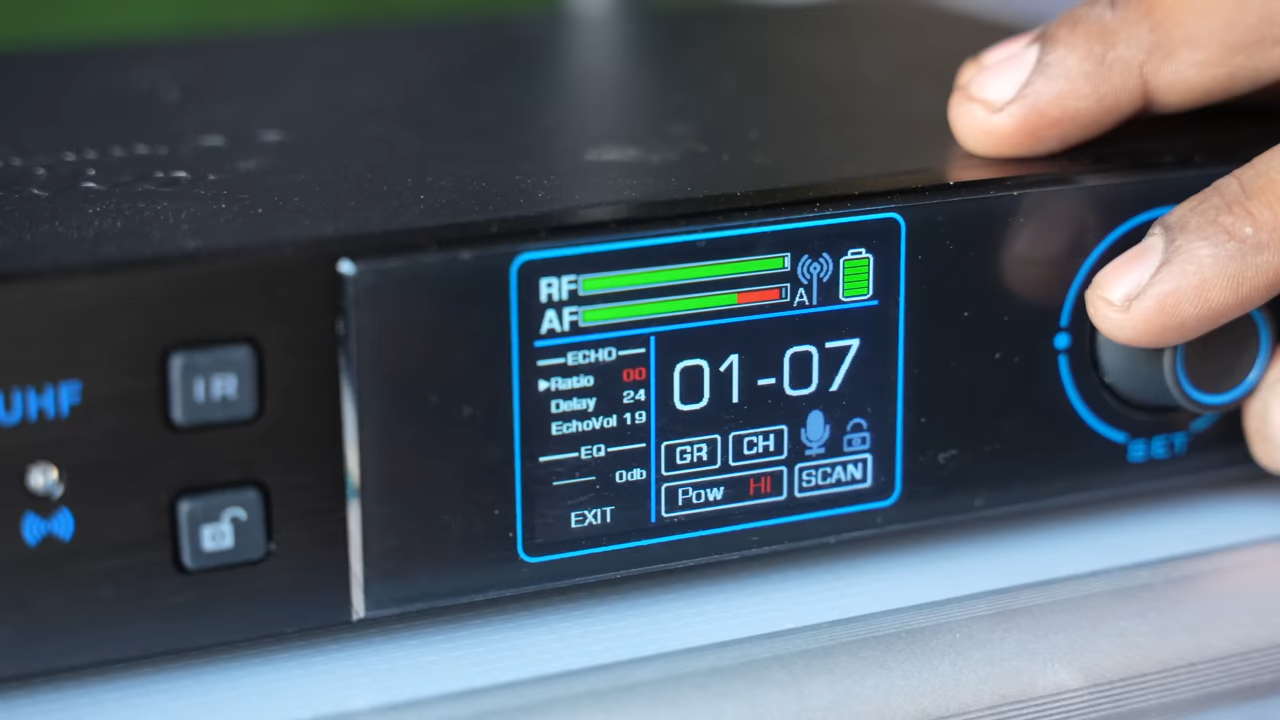 UHF
IR
RF
AF
A
ECHO
Ratio 00
Delay 24
EchoVol 19
EQ
0db
EXIT
01-07
GR CH
Pow HI SCAN
SET